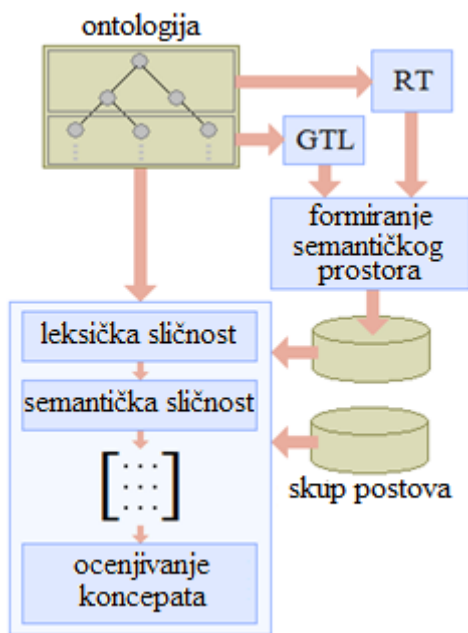 ontologija
RT
GTL
formiranje
semantičkog
prostora
leksička sličnost
semantička sličnost
skup postova
ocenjivanje
koncepata